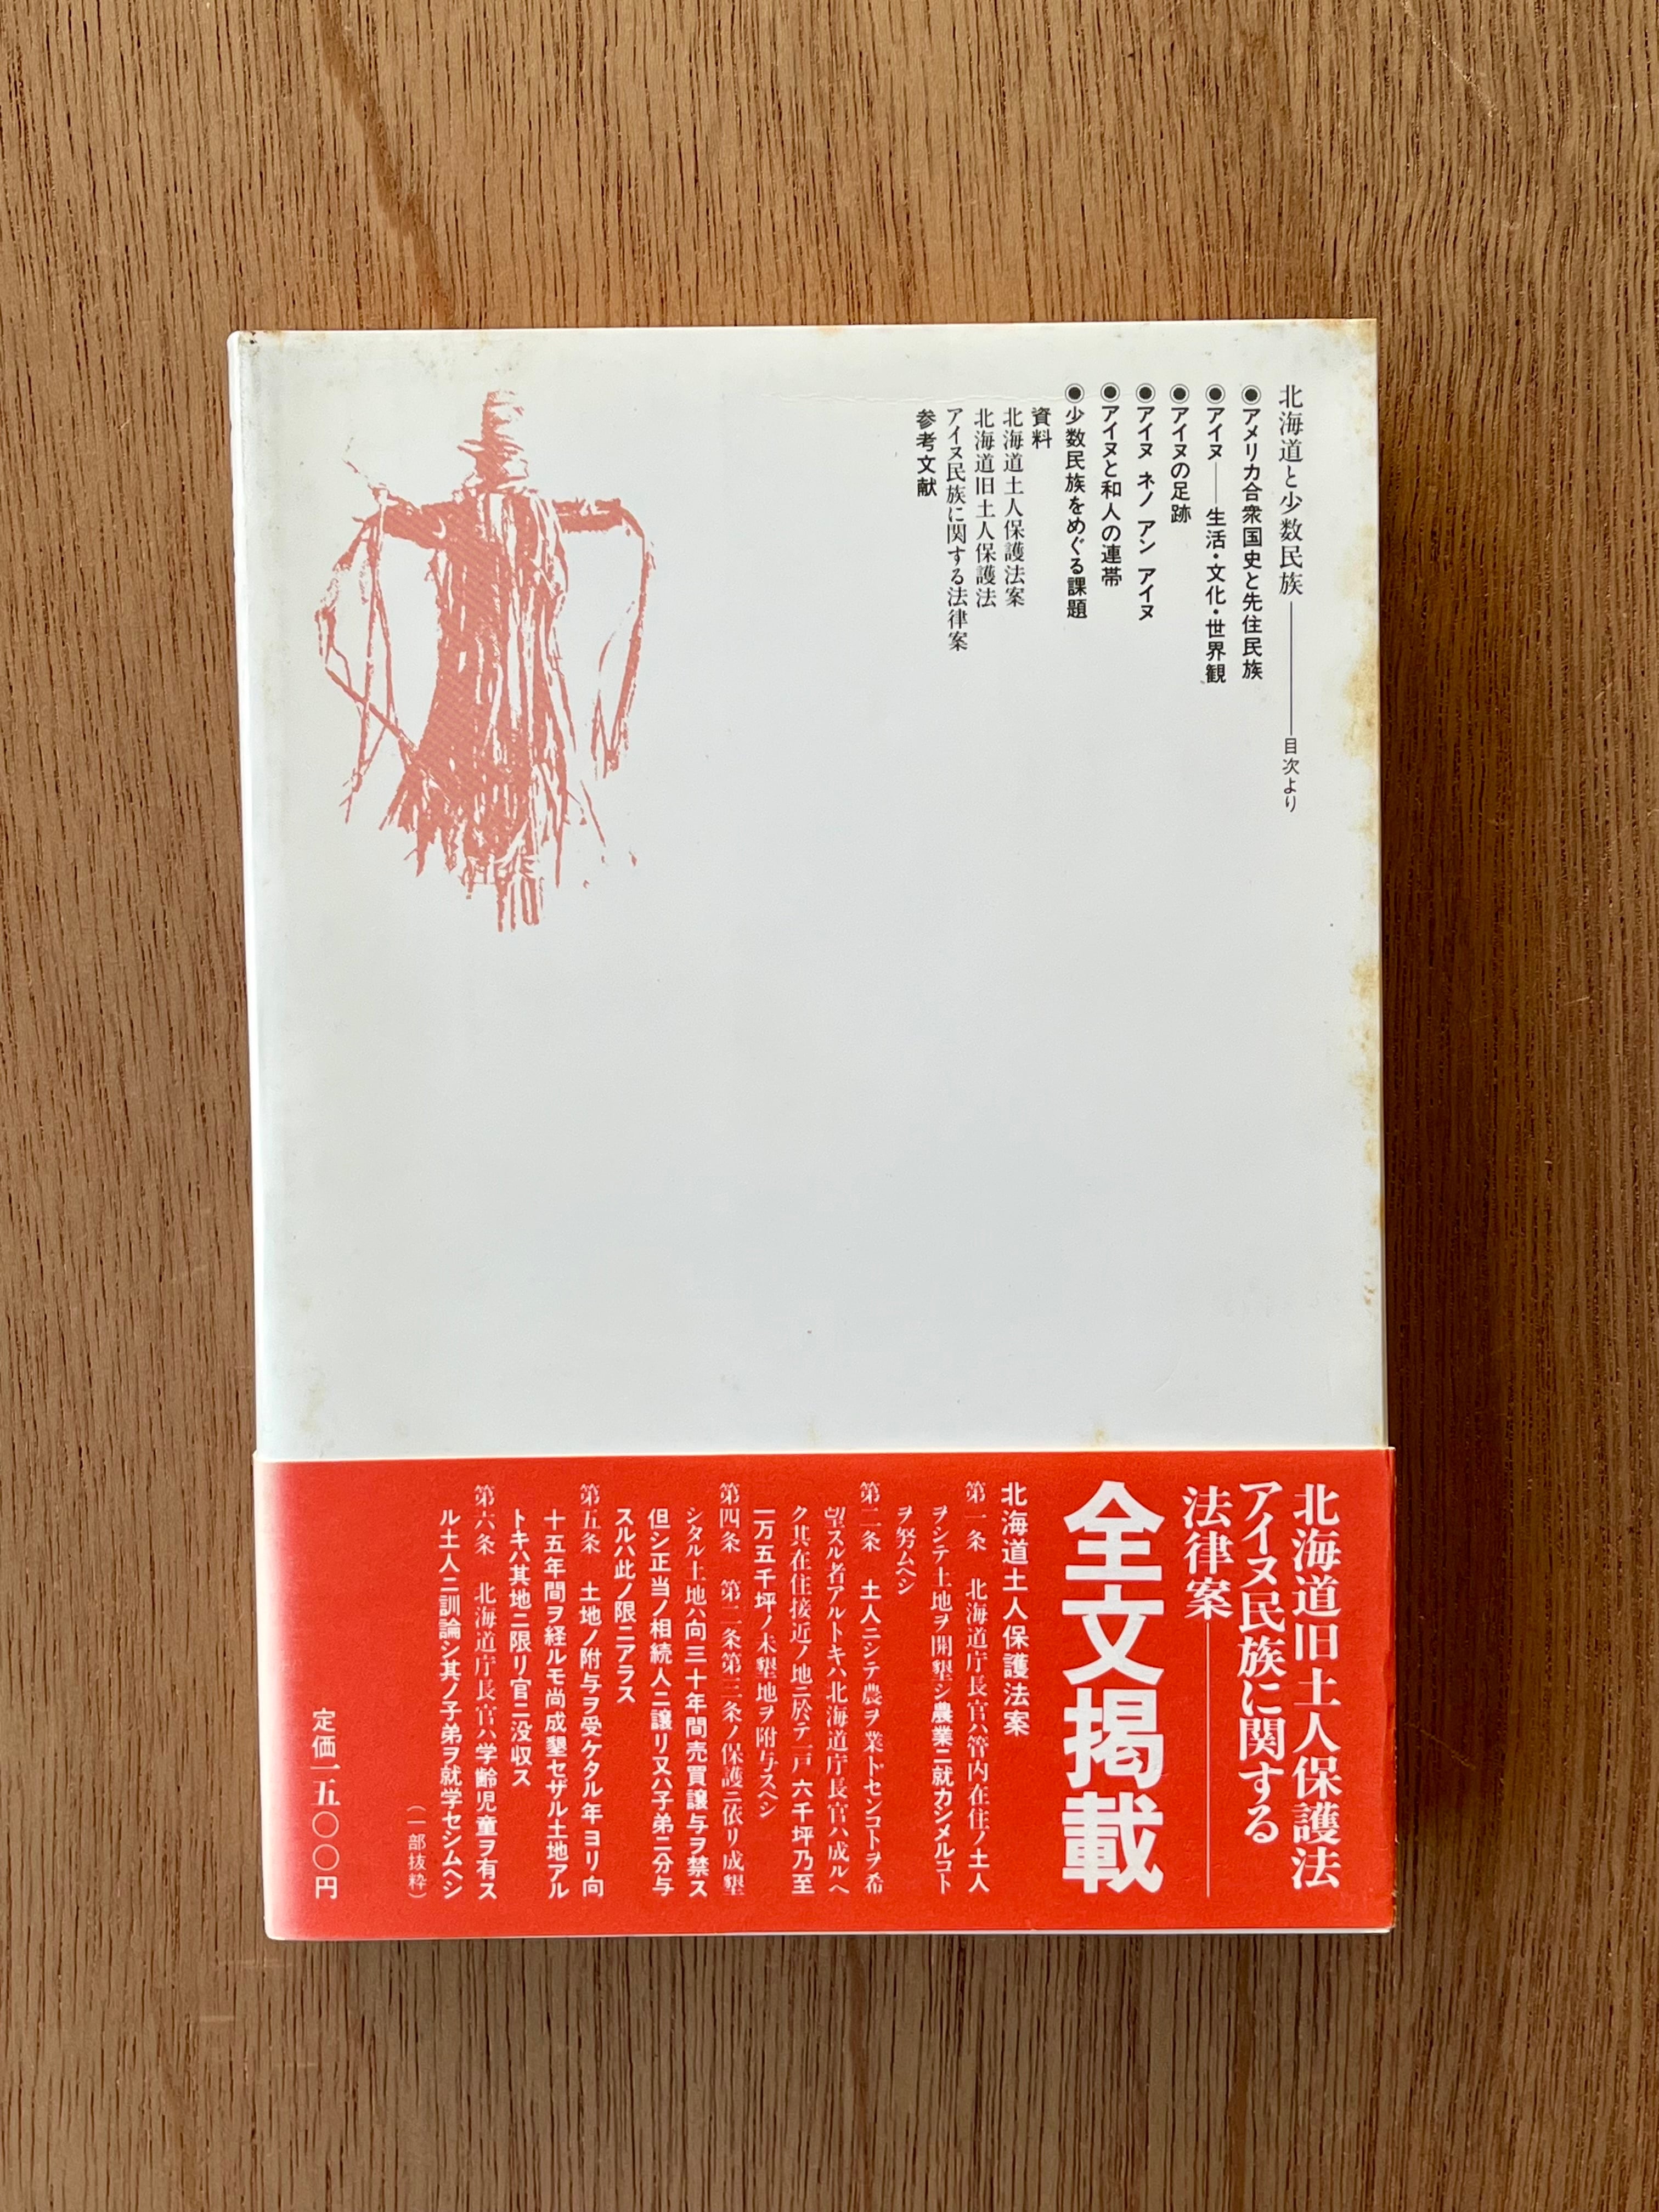 北海道と少数民族――――目次より
◉アメリカ合衆国史と先住民族
◉アイヌ――生活・文化・世界観
◉アイヌの足跡
◉アイヌ ネノ アン アイヌ
◉アイヌと和人の連帯
◉少数民族をめぐる課題
資料
北海道土人保護法案
北海道旧土人保護法
アイヌ民族に関する法律案
参考文献
北海道旧土人保護法
アイヌ民族に関する
法律案――――
全文掲載
北海道土人保護法案
第一条 北海道庁長官ハ管内在住ノ土人
ヲシテ土地ヲ開墾シ農業ニ就カシメルコト
ヲ努ムヘシ
第二条 土人ニシテ農ヲ業トセンコトヲ希
望スル者アルトキハ北海道庁長官ハ成ルヘ
ク其在住接近ノ地ニ於テ一戸六千坪乃至
一万五千坪ノ未墾地ヲ附与スヘシ
第四条 第二条第三条ノ保護ニ依リ成墾
シタル土地ハ向三十年間売買譲与ヲ禁ス
但シ正当ノ相続人ニ譲リ又ハ子弟ニ分与
スルハ此ノ限ニアラス
第五条 土地ノ附与ヲ受ケタル年ヨリ向
十五年間ヲ経ルモ尚成墾セザル土地アル
トキハ其地ニ限リ官ニ没収ス
第六条 北海道庁長官ハ学齢児童ヲ有ス
ル土人ニ訓諭シ其ノ子弟ヲ就学セシムヘシ
（一部抜粋）
定価一五〇〇円